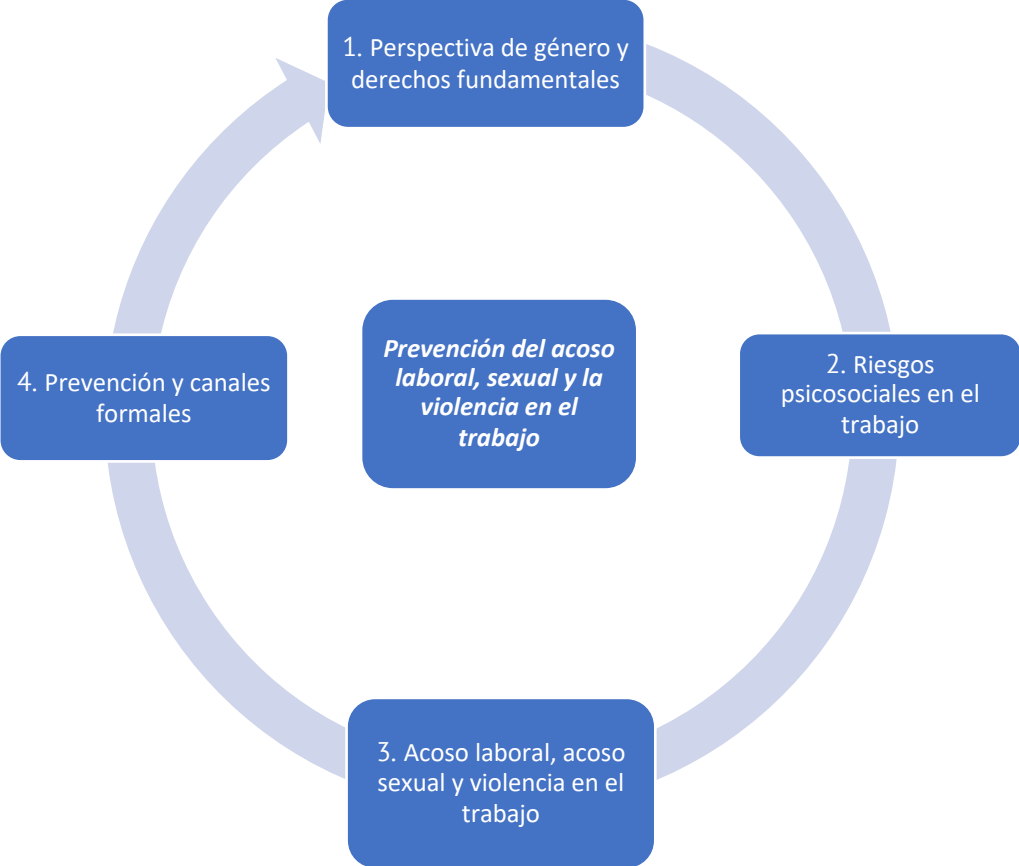 1. Perspectiva de género y
derechos fundamentales
2. Riesgos
psicosociales en el
trabajo
3. Acoso laboral, acoso
sexual y violencia en el
trabajo
4. Prevención y canales
formales
Prevención del acoso
laboral, sexual y la
violencia en el
trabajo